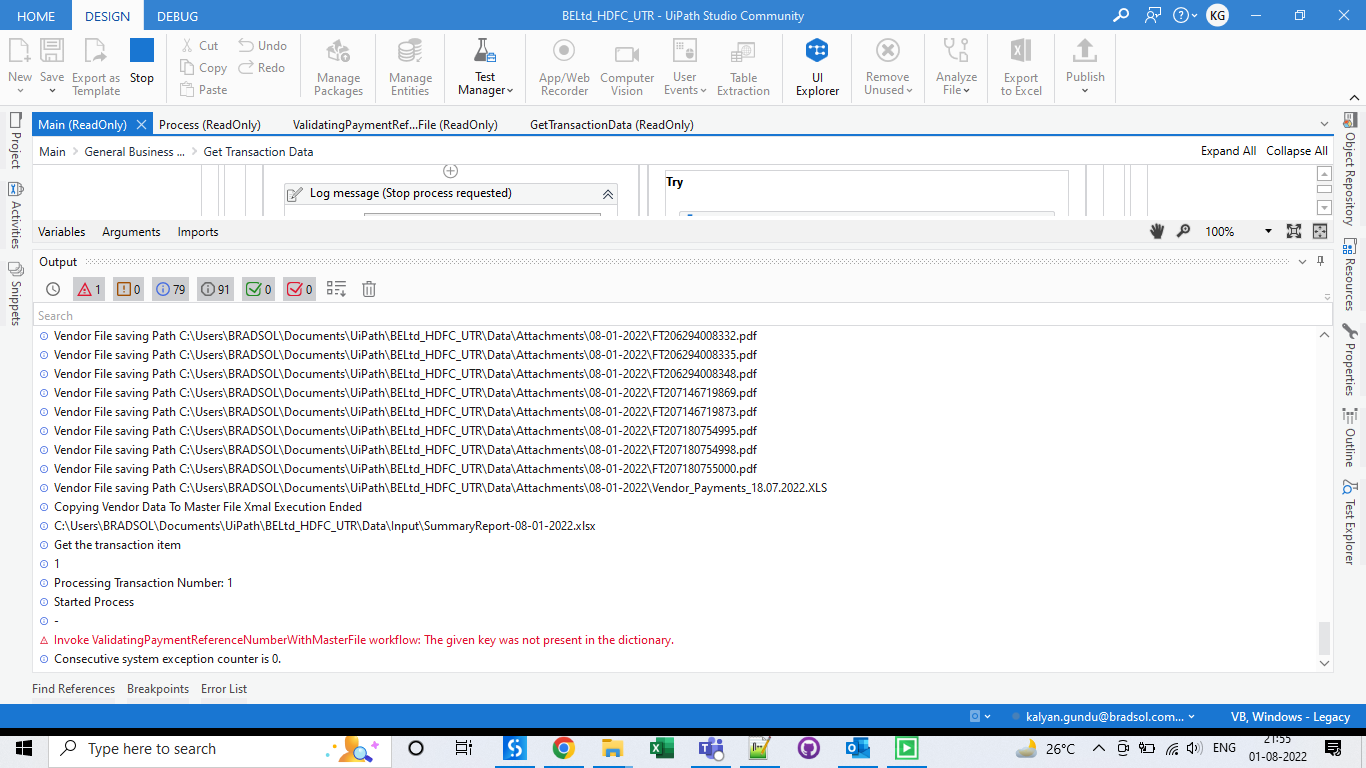 HOME DESIGN DEBUG BELtd_HDFC_UTR - UiPath Studio Community KG
New Save Export as Template Stop Cut Copy Paste Undo Redo Manage Packages Manage Entities Test Manager App/Web Recorder Computer Vision User Events Table Extraction UI Explorer Remove Unused Analyze File Export to Excel Publish
Main (ReadOnly) Process (ReadOnly) ValidatingPaymentRef...File (ReadOnly) GetTransactionData (ReadOnly)
Main General Business ... Get Transaction Data Expand All Collapse All
Log message (Stop process requested) Try
Variables Arguments Imports 100%
Output
1 0 79 91 0 0
Search
Vendor File saving Path C:\Users\BRADSOL\Documents\UiPath\BELtd_HDFC_UTR\Data\Attachments\08-01-2022\FT206294008332.pdf
Vendor File saving Path C:\Users\BRADSOL\Documents\UiPath\BELtd_HDFC_UTR\Data\Attachments\08-01-2022\FT206294008335.pdf
Vendor File saving Path C:\Users\BRADSOL\Documents\UiPath\BELtd_HDFC_UTR\Data\Attachments\08-01-2022\FT206294008348.pdf
Vendor File saving Path C:\Users\BRADSOL\Documents\UiPath\BELtd_HDFC_UTR\Data\Attachments\08-01-2022\FT207146719869.pdf
Vendor File saving Path C:\Users\BRADSOL\Documents\UiPath\BELtd_HDFC_UTR\Data\Attachments\08-01-2022\FT207146719873.pdf
Vendor File saving Path C:\Users\BRADSOL\Documents\UiPath\BELtd_HDFC_UTR\Data\Attachments\08-01-2022\FT207180754995.pdf
Vendor File saving Path C:\Users\BRADSOL\Documents\UiPath\BELtd_HDFC_UTR\Data\Attachments\08-01-2022\FT207180754998.pdf
Vendor File saving Path C:\Users\BRADSOL\Documents\UiPath\BELtd_HDFC_UTR\Data\Attachments\08-01-2022\FT207180755000.pdf
Vendor File saving Path C:\Users\BRADSOL\Documents\UiPath\BELtd_HDFC_UTR\Data\Attachments\08-01-2022\Vendor_Payments_18.07.2022.XLS
Copying Vendor Data To Master File Xmal Execution Ended
C:\Users\BRADSOL\Documents\UiPath\BELtd_HDFC_UTR\Data\Input\SummaryReport-08-01-2022.xlsx
Get the transaction item
1
Processing Transaction Number: 1
Started Process
-
Invoke ValidatingPaymentReferenceNumberWithMasterFile workflow: The given key was not present in the dictionary.
Consecutive system exception counter is 0.
Find References Breakpoints Error List
Project
Activities
Snippets
Object Repository
Resources
Properties
Outline
Test Explorer
kalyan.gundu@bradsol.com... VB, Windows - Legacy
Type here to search 26°C ENG 21:55
01-08-2022